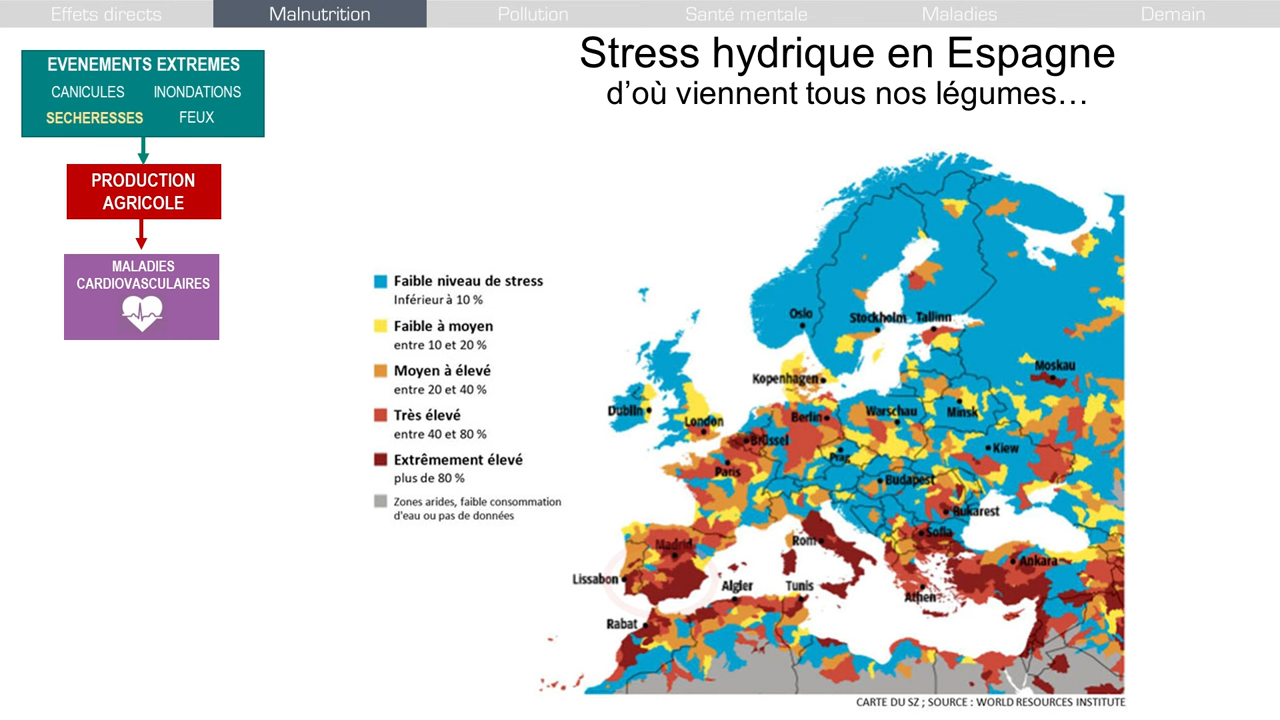 Effets directs
Malnutrition
Pollution
Santé mentale
Maladies
Demain
Stress hydrique en Espagne
d’où viennent tous nos légumes…
EVENEMENTS EXTREMES
CANICULES INONDATIONS
SECHERESSES FEUX
PRODUCTION
AGRICOLE
MALADIES
CARDIOVASCULAIRES
Faible niveau de stress
Inférieur à 10 %
Faible à moyen
entre 10 et 20 %
Moyen à élevé
entre 20 et 40 %
Très élevé
entre 40 et 80 %
Extrêmement élevé
plus de 80 %
Zones arides, faible consommation
d'eau ou pas de données
Oslo
Stockholm
Tallinn
Moskau
Kopenhagen
Dublin
London
Berlin
Warschau
Minsk
Brüssel
Prag
Kiew
Paris
Budapest
Bukarest
Sofia
Madrid
Rom
Ankara
Lissabon
Algier
Tunis
Athen
Rabat
CARTE DU SZ ; SOURCE : WORLD RESOURCES INSTITUTE